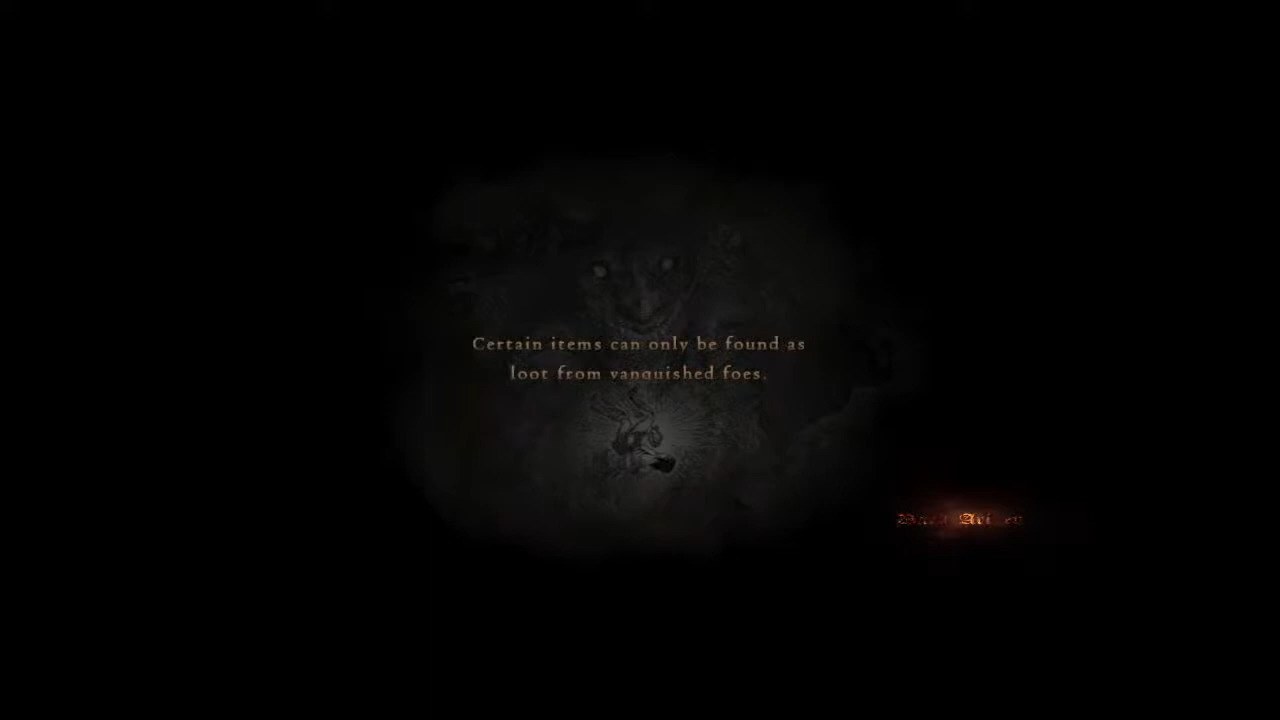 Certain items can only be found as
loot from vanquished foes.